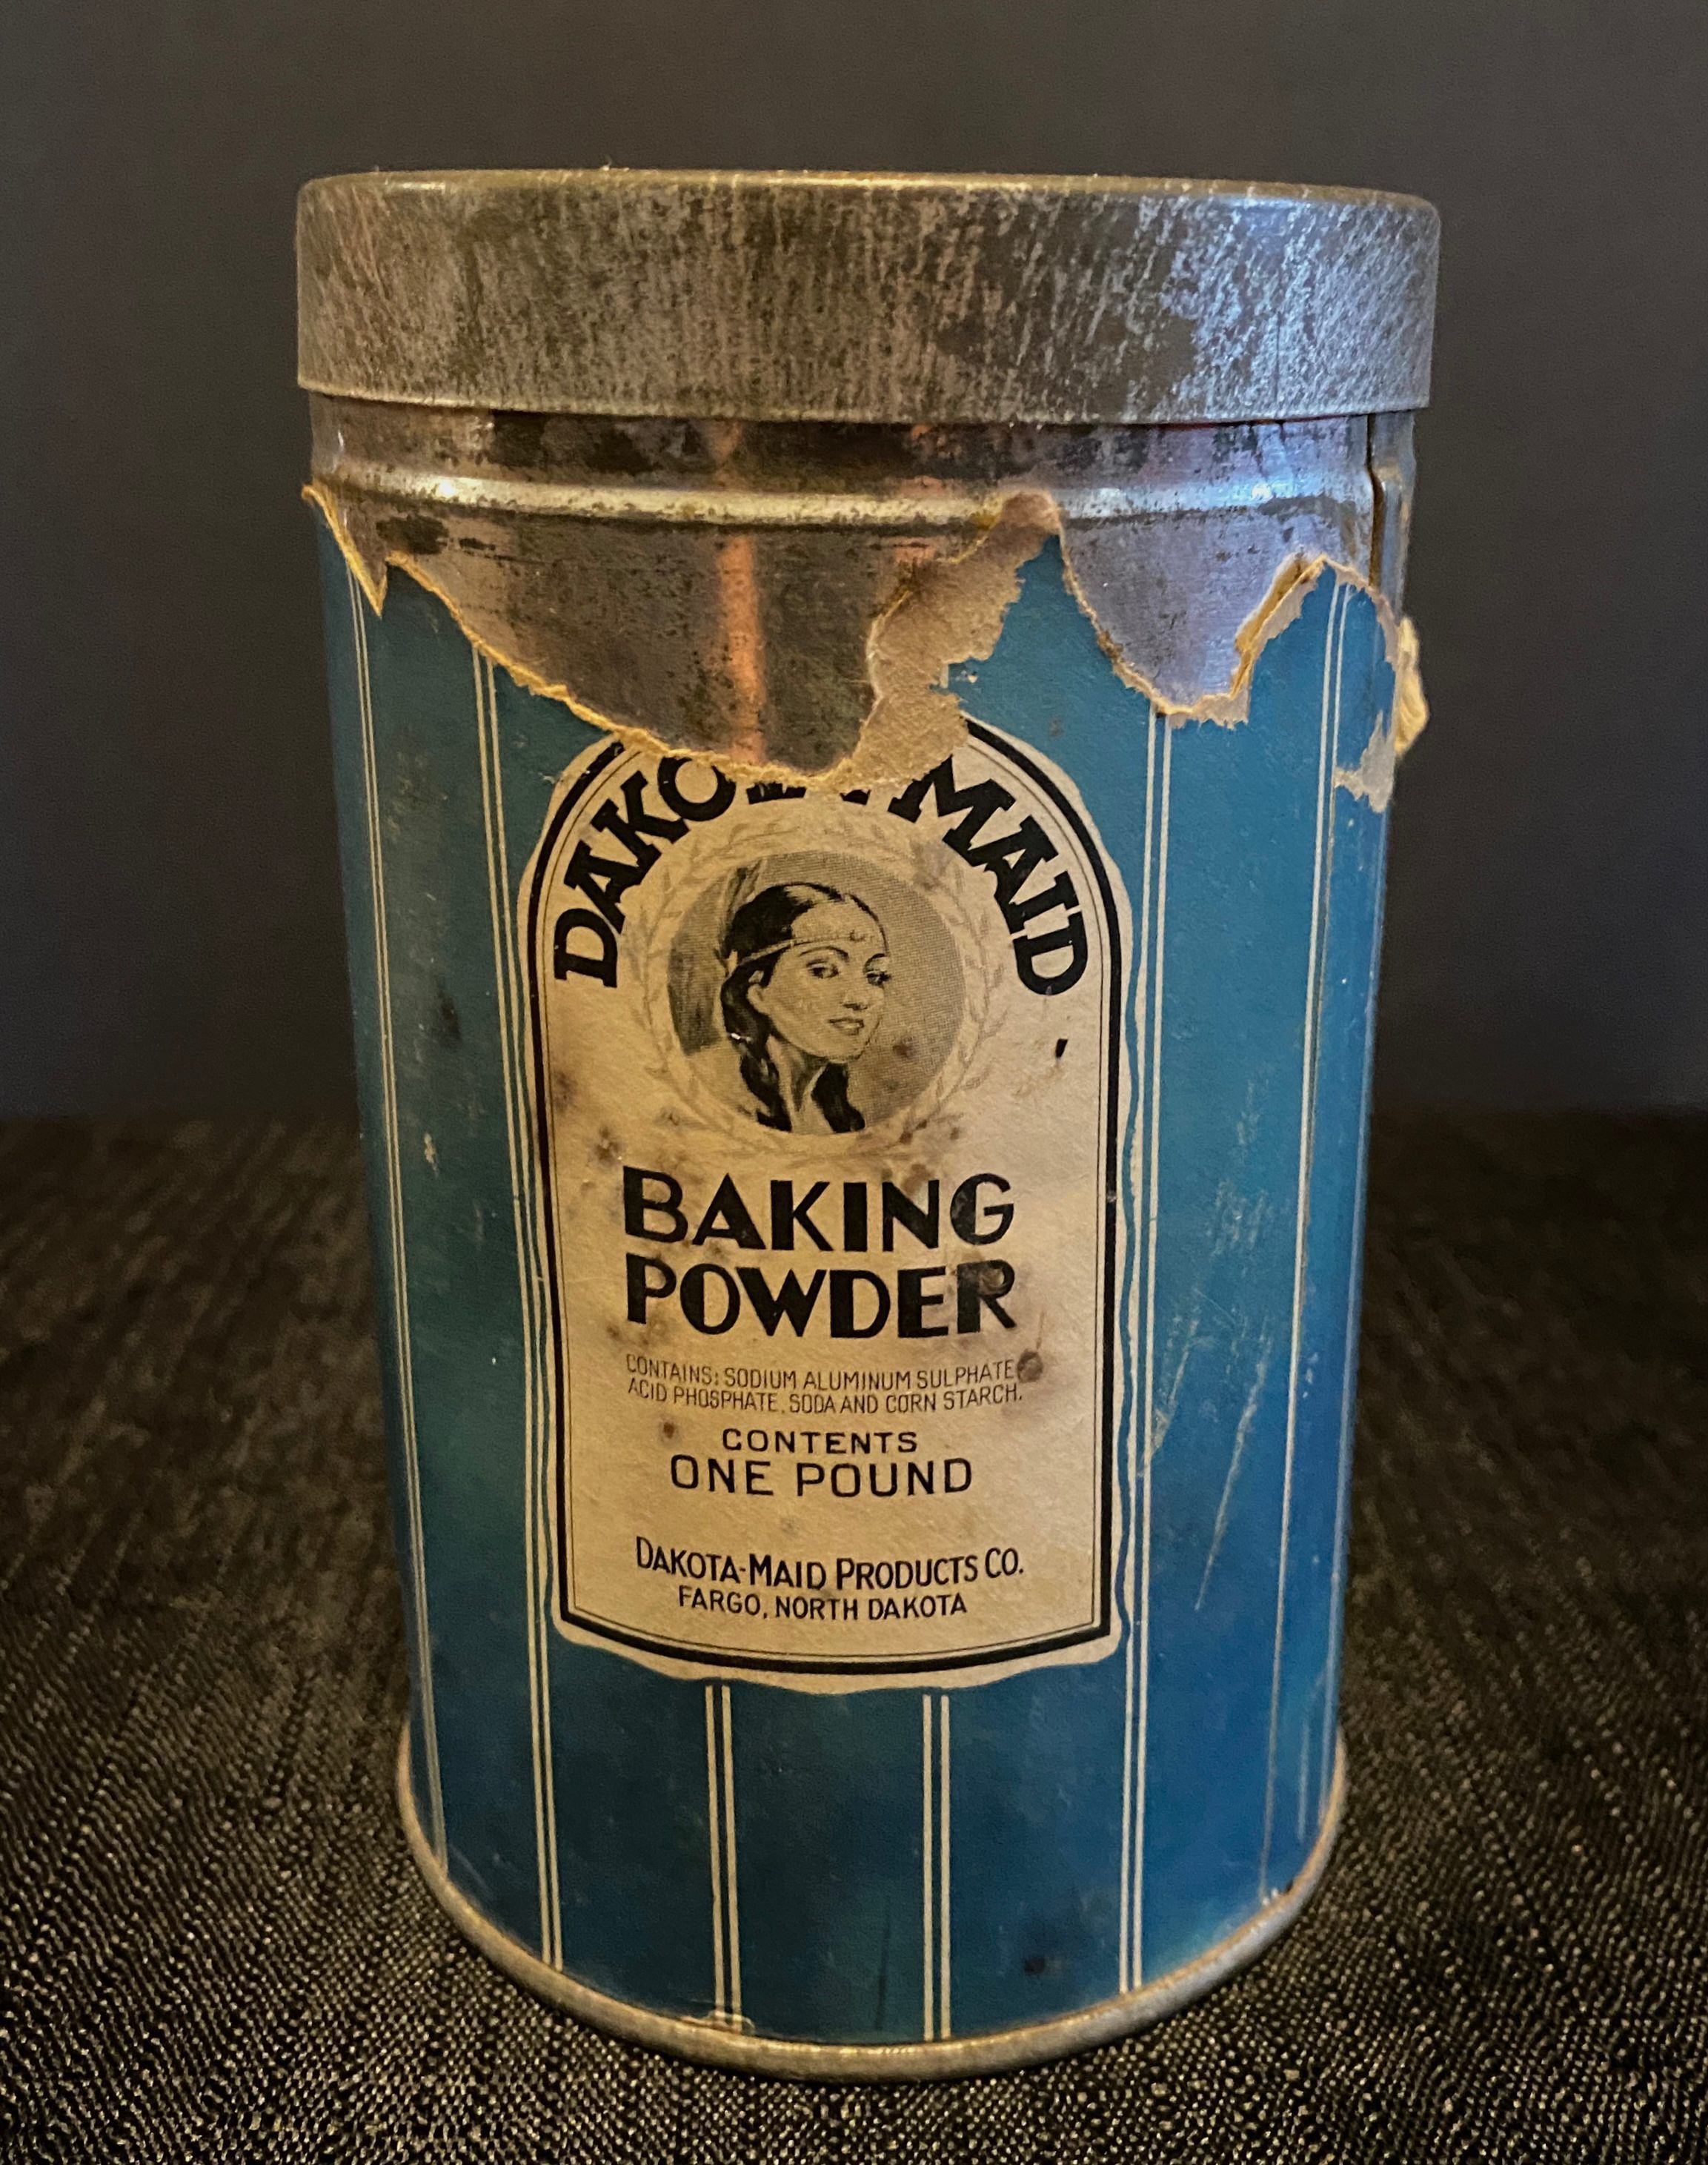 DAKOTA MAID
BAKING
POWDER
CONTAINS: SODIUM ALUMINUM SULPHATE
ACID PHOSPHATE, SODA AND CORN STARCH.
CONTENTS
ONE POUND
DAKOTA-MAID PRODUCTS CO.
FARGO, NORTH DAKOTA